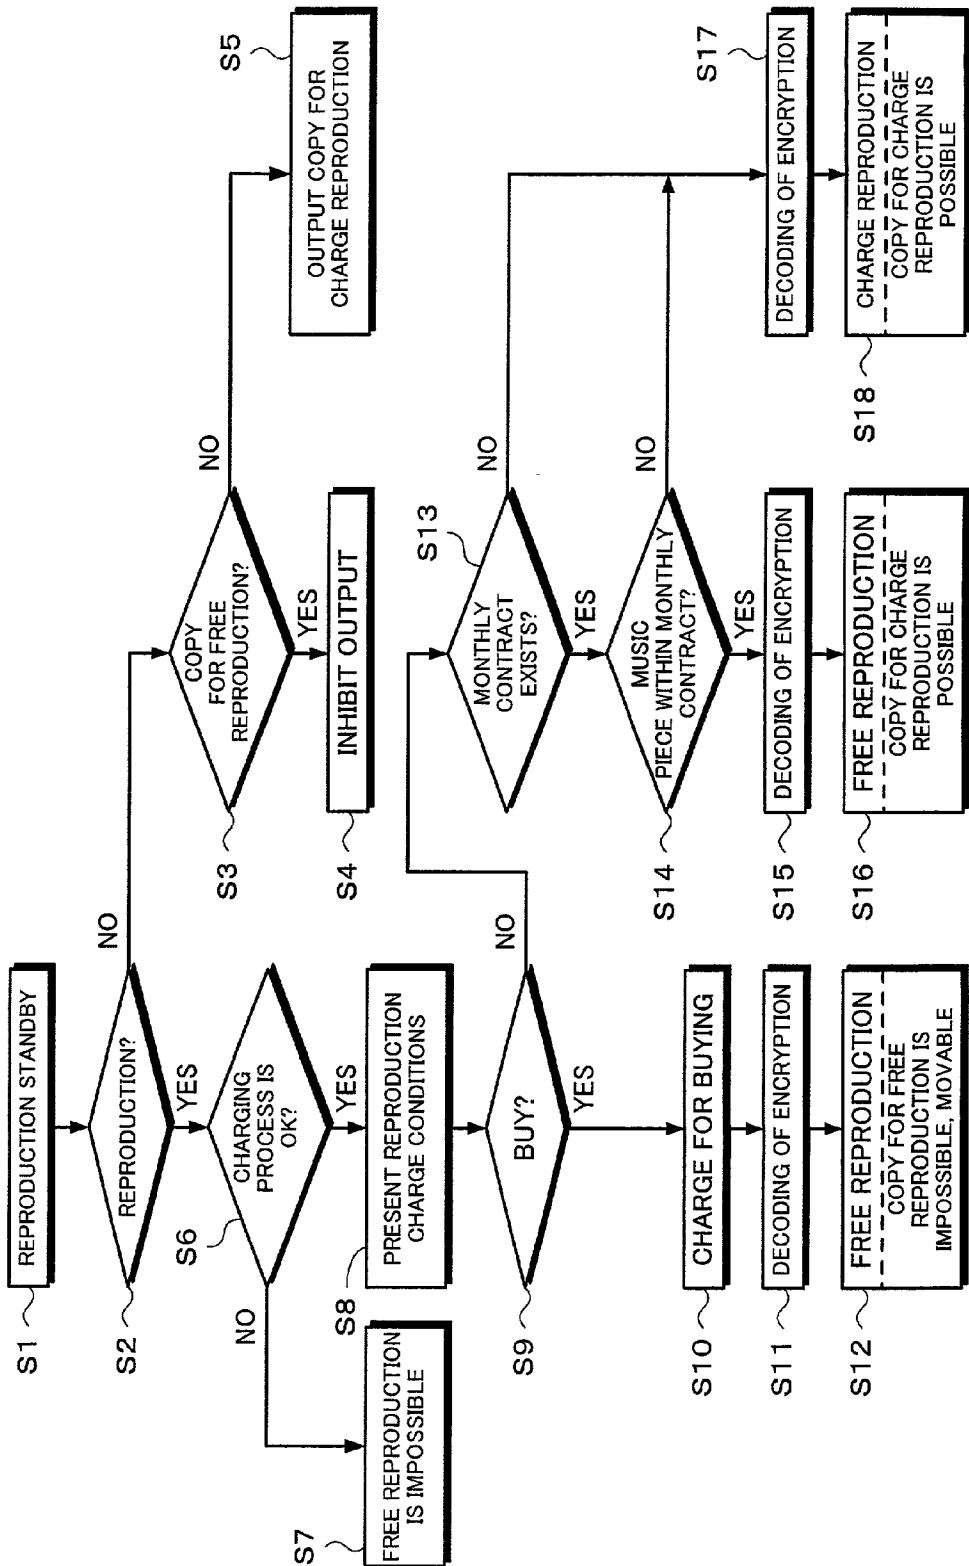 S1
REPRODUCTION STANDBY
S2
REPRODUCTION?
NO
YES
S3
COPY
FOR FREE
REPRODUCTION?
NO
YES
S4
INHIBIT OUTPUT
S5
OUTPUT COPY FOR
CHARGE REPRODUCTION
S6
CHARGING
PROCESS IS
OK?
NO
YES
S7
FREE REPRODUCTION
IS IMPOSSIBLE
S8
PRESENT REPRODUCTION
CHARGE CONDITIONS
S9
BUY?
NO
YES
S10
CHARGE FOR BUYING
S11
DECODING OF ENCRYPTION
S12
FREE REPRODUCTION
COPY FOR FREE
REPRODUCTION IS
IMPOSSIBLE, MOVABLE
S13
MONTHLY
CONTRACT
EXISTS?
NO
YES
S14
MUSIC
PIECE WITHIN MONTHLY
CONTRACT?
NO
YES
S15
DECODING OF ENCRYPTION
S16
FREE REPRODUCTION
COPY FOR CHARGE
REPRODUCTION IS
POSSIBLE
S17
DECODING OF ENCRYPTION
S18
CHARGE REPRODUCTION
COPY FOR CHARGE
REPRODUCTION IS
POSSIBLE